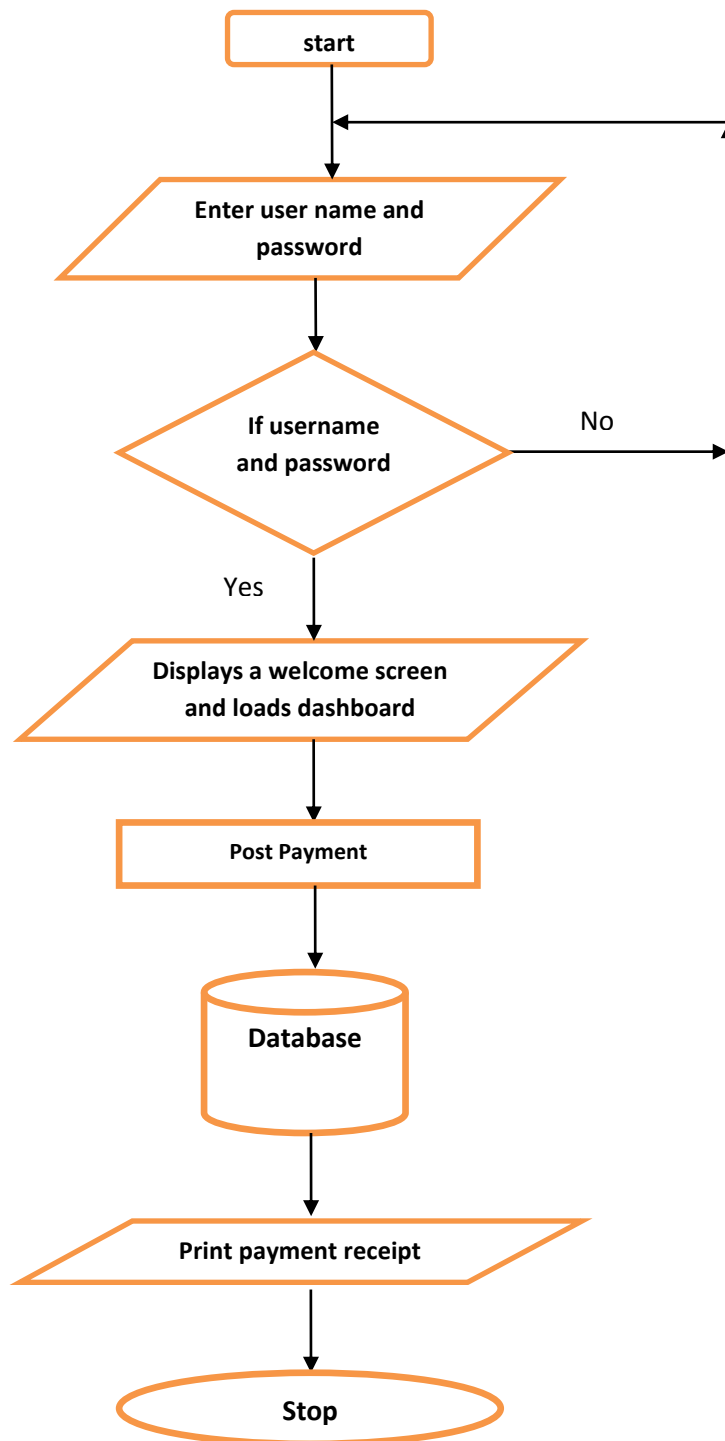 start
Enter user name and
password
If username
and password
No
Yes
Displays a welcome screen
and loads dashboard
Post Payment
Database
Print payment receipt
Stop